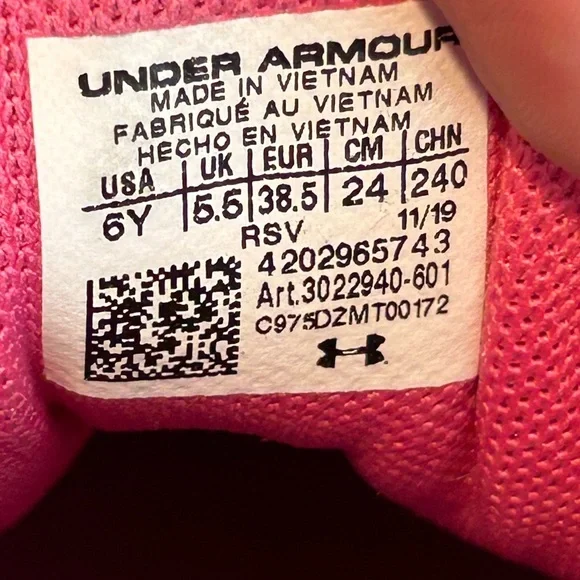 UNDER ARMOUR
MADE IN VIETNAM
FABRIQUÉ AU VIETNAM
HECHO EN VIETNAM
USA UK EUR CM CHN
6Y 5.5 38.5 24 240
RSV 11/19
4202965743
Art.3022940-601
C975DZMT00172